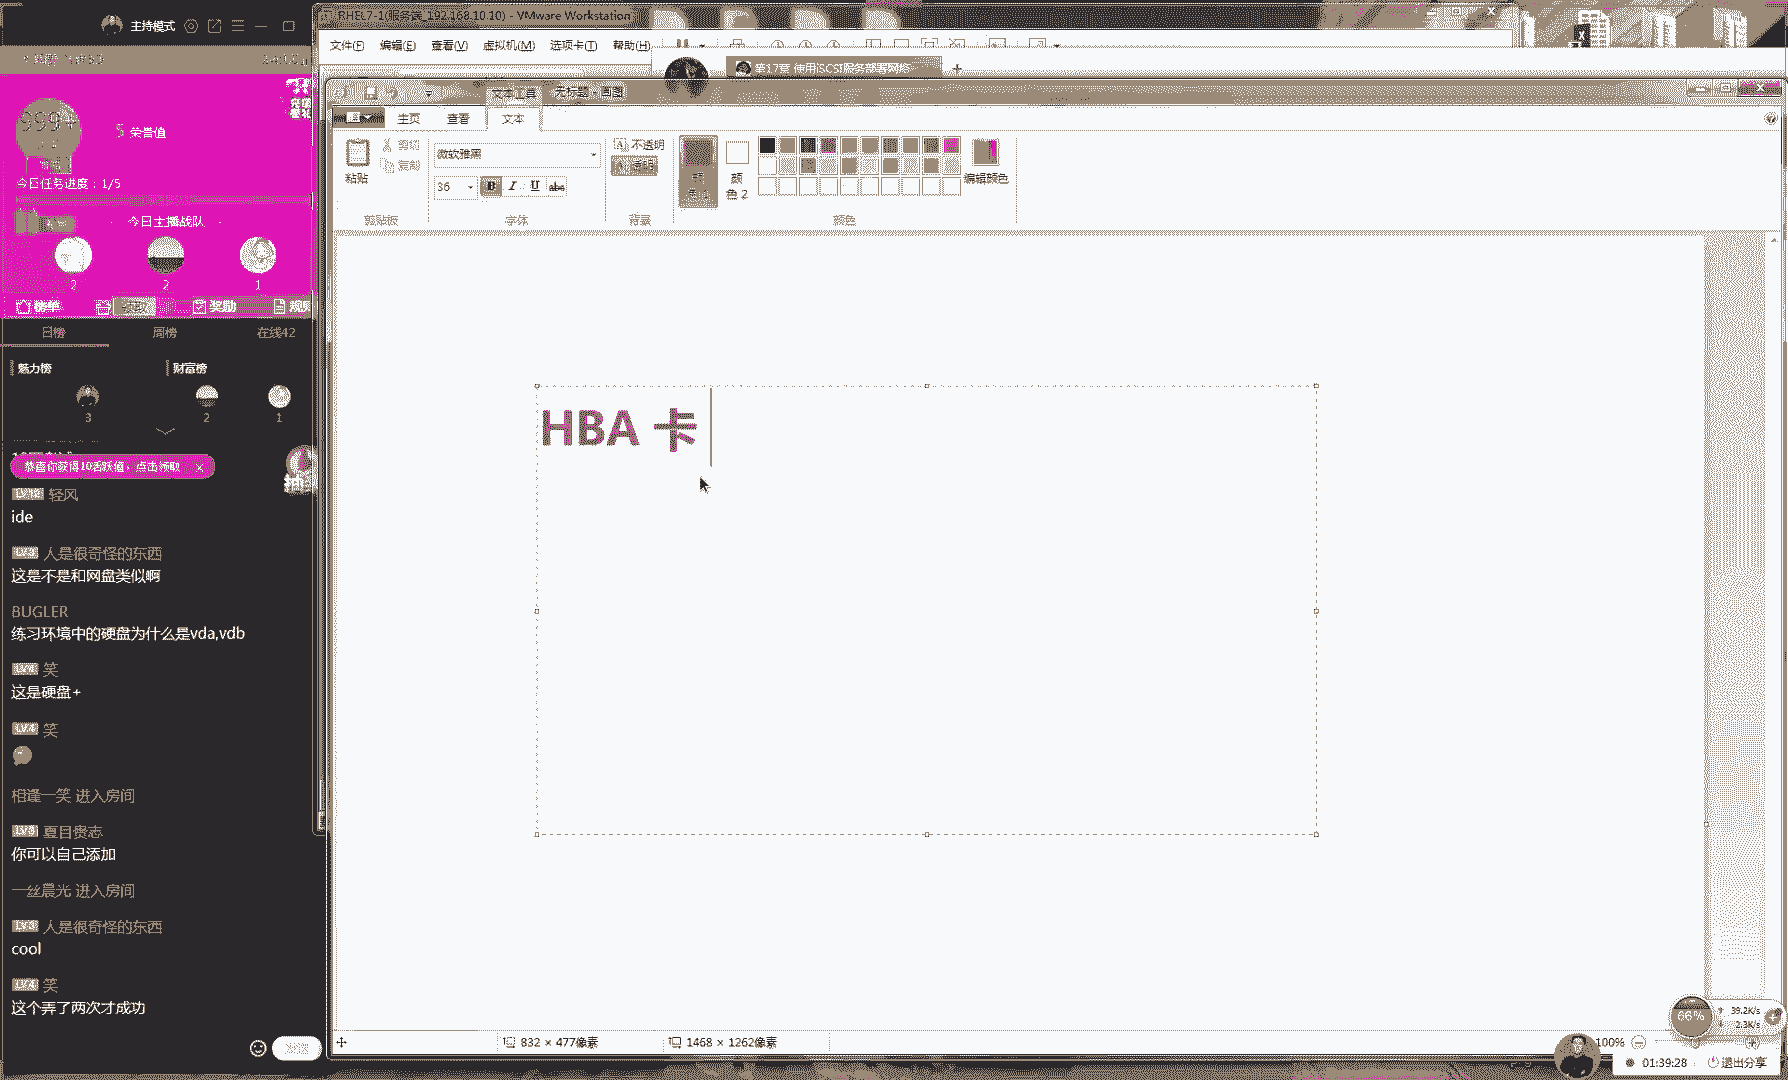 主持模式
RHEL7-1(服务端_192.168.10.10) - VMware Workstation
文件(F) 编辑(E) 查看(V) 虚拟机(M) 选项卡(T) 帮助(H)
第17章 使用iSCSI服务部署网络
文本工具 无标题 - 画图
主页 查看 文本
粘贴
剪切
复制
剪贴板
微软雅黑
36 B I U abc
字体
不透明
透明
背景
颜色 2
编辑颜色
颜色
999+
荣誉值
今日任务进度：1/5
今日主播战队
2 2 1
榜单 奖励
日榜 周榜 在线42
魅力榜 财富榜
3 2 1
恭喜你获得10活跃值，点击领取 ×
轻风
ide
人是很奇怪的东西
这是不是和网盘类似啊
BUGLER
练习环境中的硬盘为什么是vda,vdb
笑
这是硬盘+
笑
相逢一笑 进入房间
夏目贵志
你可以自己添加
一丝晨光 进入房间
人是很奇怪的东西
cool
笑
这个弄了两次才成功
HBA 卡
832 × 477像素
1468 × 1262像素
100%
66%
39.2K/s
2.3K/s
01:39:28
退出分享